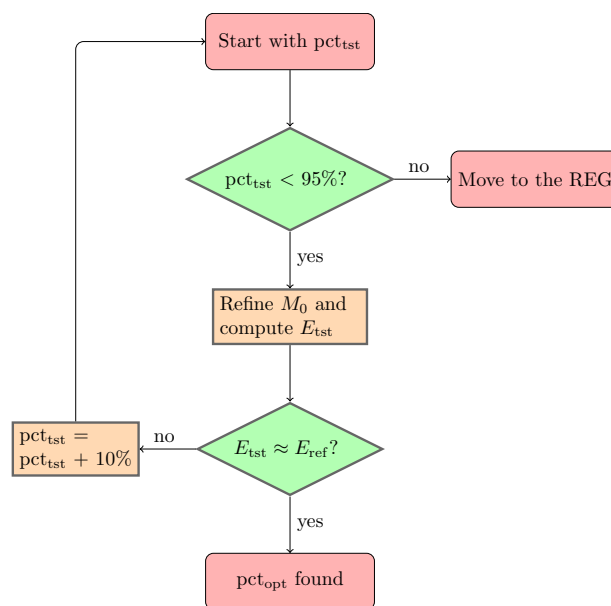 Start with pct_tst
pct_tst < 95%?
no
Move to the REG
yes
Refine M_0 and
compute E_tst
pct_tst =
pct_tst + 10%
no
E_tst ≈ E_ref?
yes
pct_opt found